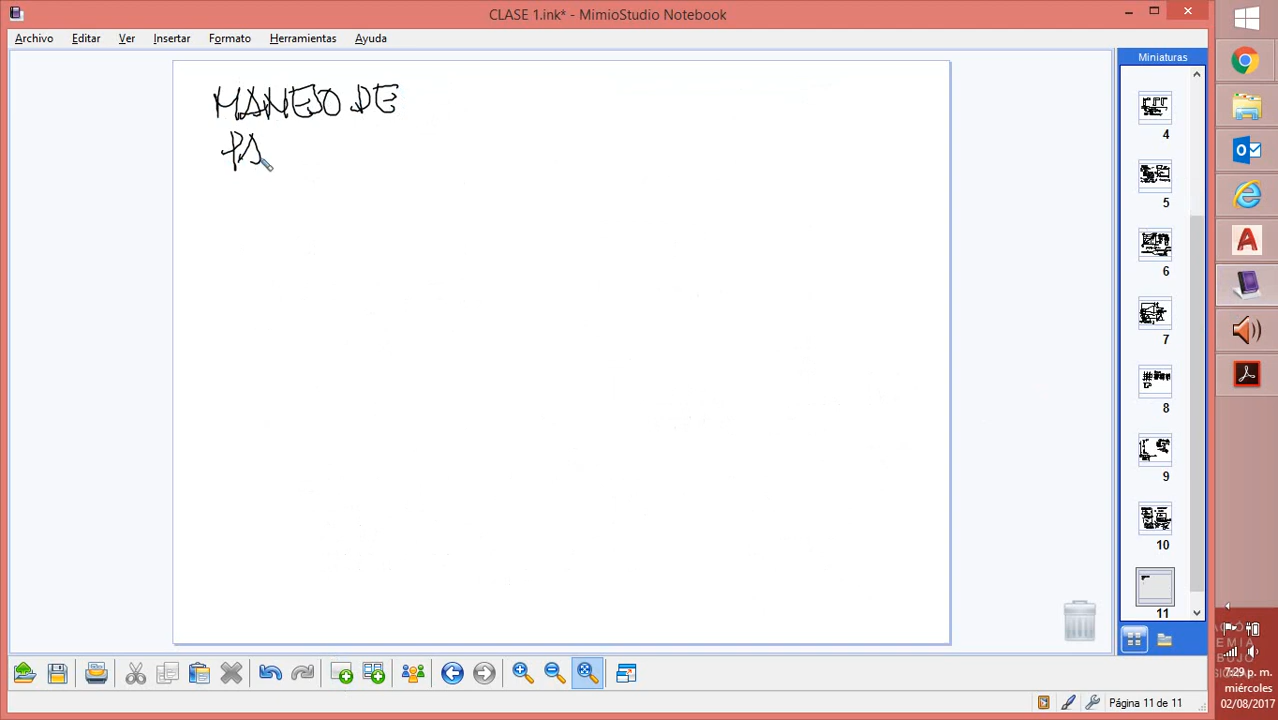 CLASE 1.ink* - MimioStudio Notebook
Archivo Editar Ver Insertar Formato Herramientas Ayuda
MANEJO DE
PA
Miniaturas
4
5
6
7
8
9
10
11
7:29 p. m.
miércoles
02/08/2017
Página 11 de 11